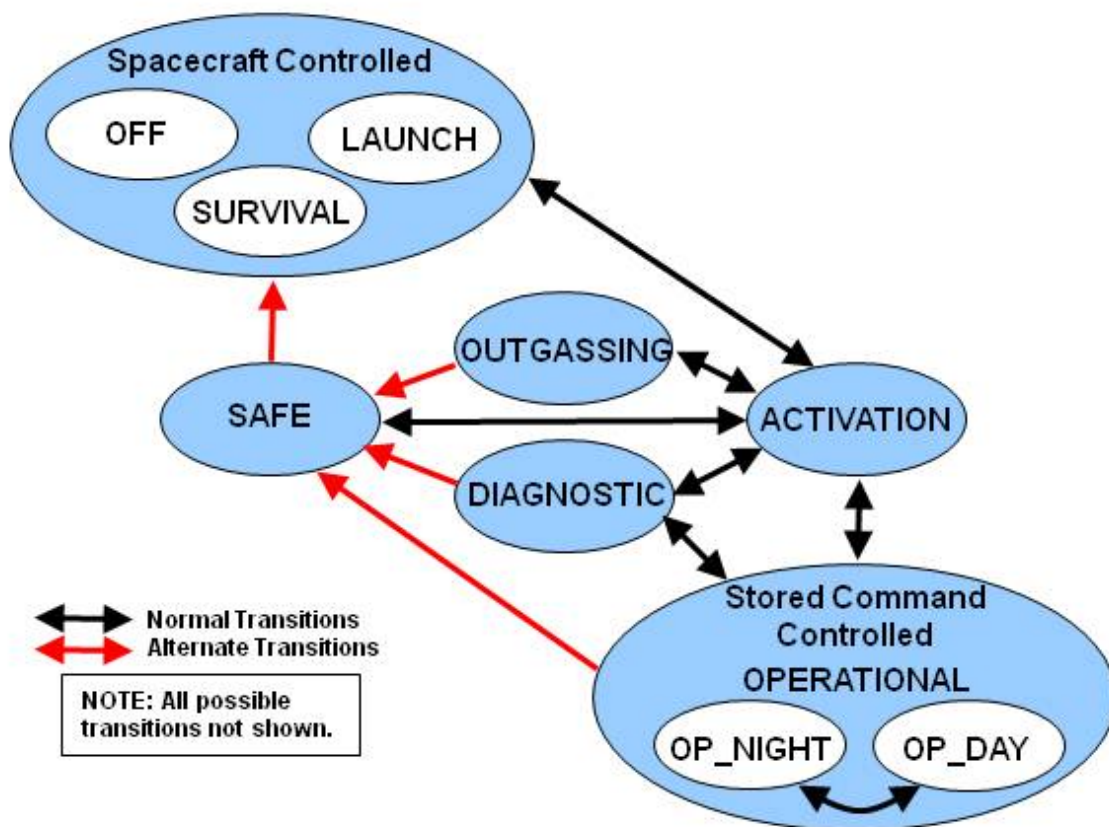 Spacecraft Controlled
OFF
LAUNCH
SURVIVAL
OUTGASSING
SAFE
ACTIVATION
DIAGNOSTIC
Stored Command
Controlled
OPERATIONAL
OP_NIGHT
OP_DAY
Normal Transitions
Alternate Transitions
NOTE: All possible
transitions not shown.